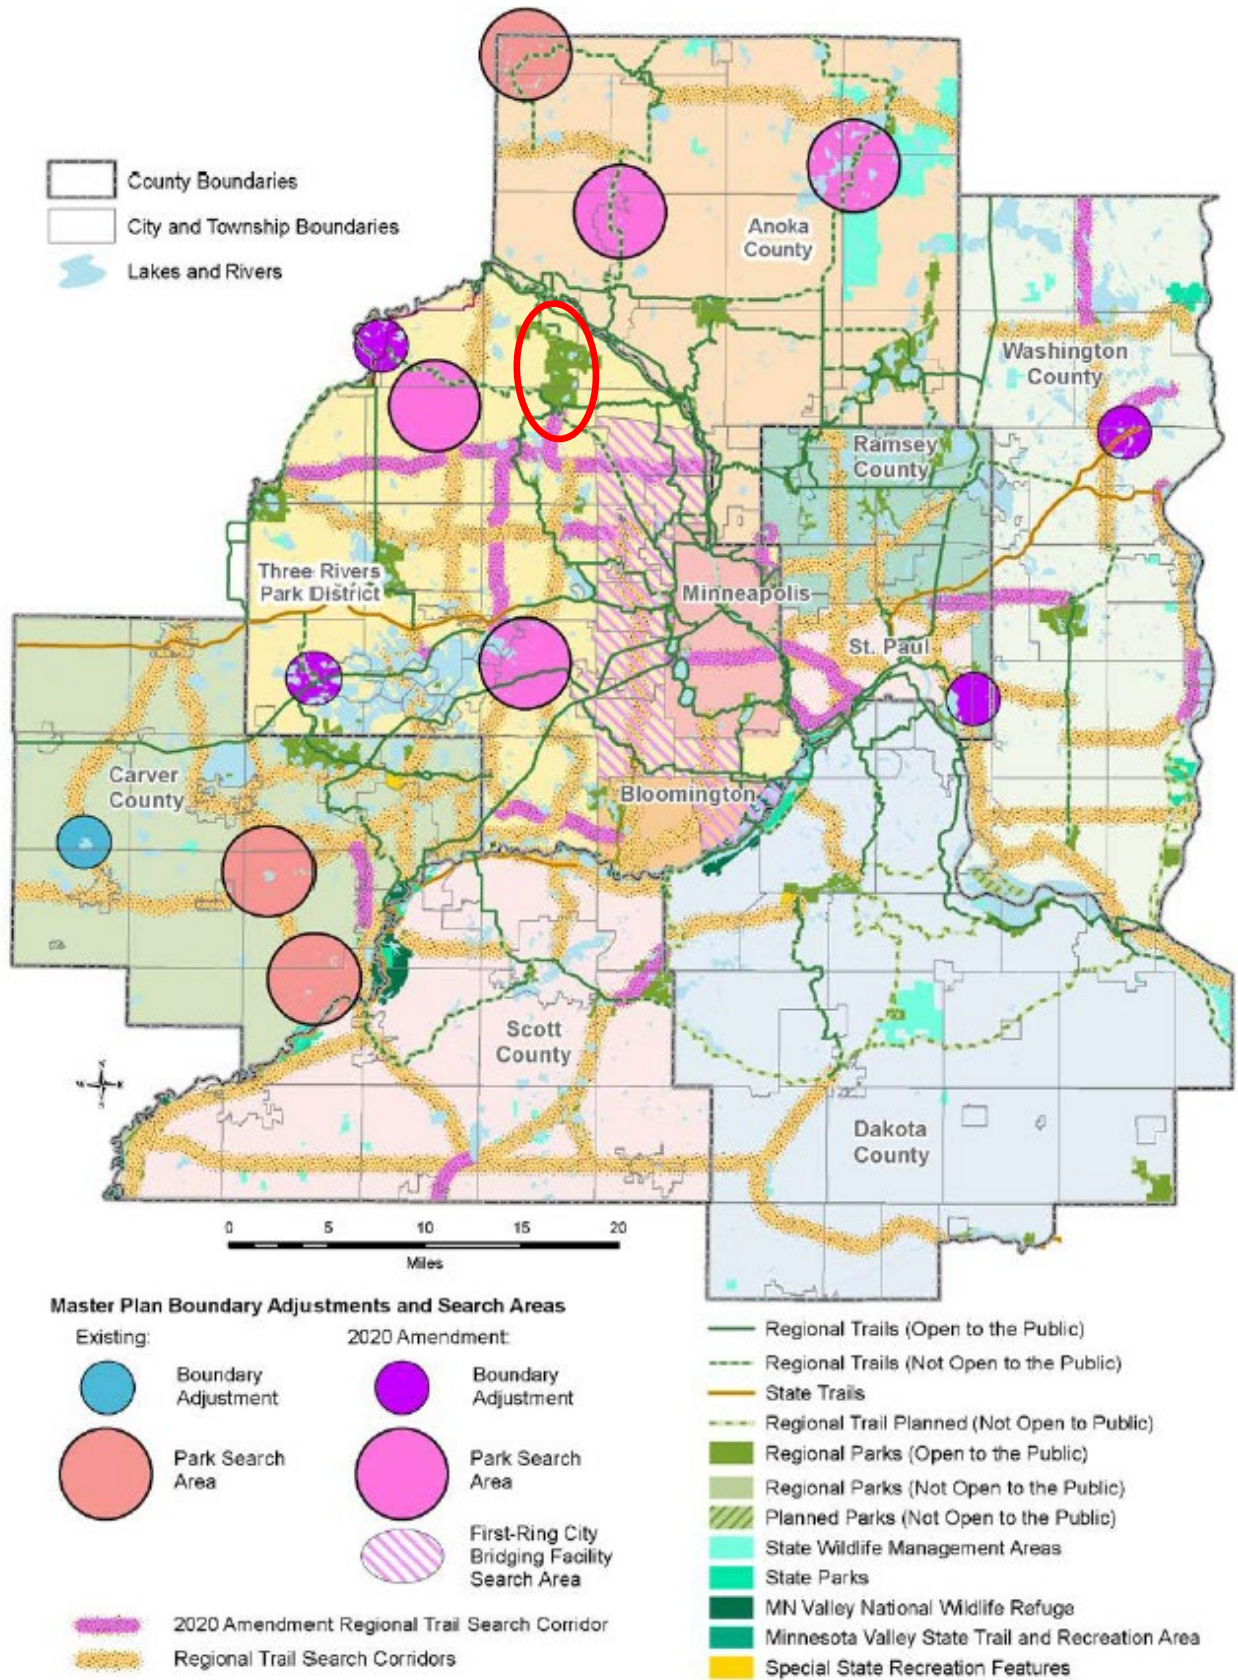 County Boundaries
City and Township Boundaries
Lakes and Rivers
Anoka
County
Washington
County
Ramsey
County
Three Rivers
Park District
Minneapolis
St. Paul
Carver
County
Bloomington
Scott
County
Dakota
County
0 5 10 15 20
Miles
Master Plan Boundary Adjustments and Search Areas
Existing:
Boundary
Adjustment
Park Search
Area
2020 Amendment:
Boundary
Adjustment
Park Search
Area
First-Ring City
Bridging Facility
Search Area
2020 Amendment Regional Trail Search Corridor
Regional Trail Search Corridors
Regional Trails (Open to the Public)
Regional Trails (Not Open to the Public)
State Trails
Regional Trail Planned (Not Open to Public)
Regional Parks (Open to the Public)
Regional Parks (Not Open to the Public)
Planned Parks (Not Open to the Public)
State Wildlife Management Areas
State Parks
MN Valley National Wildlife Refuge
Minnesota Valley State Trail and Recreation Area
Special State Recreation Features